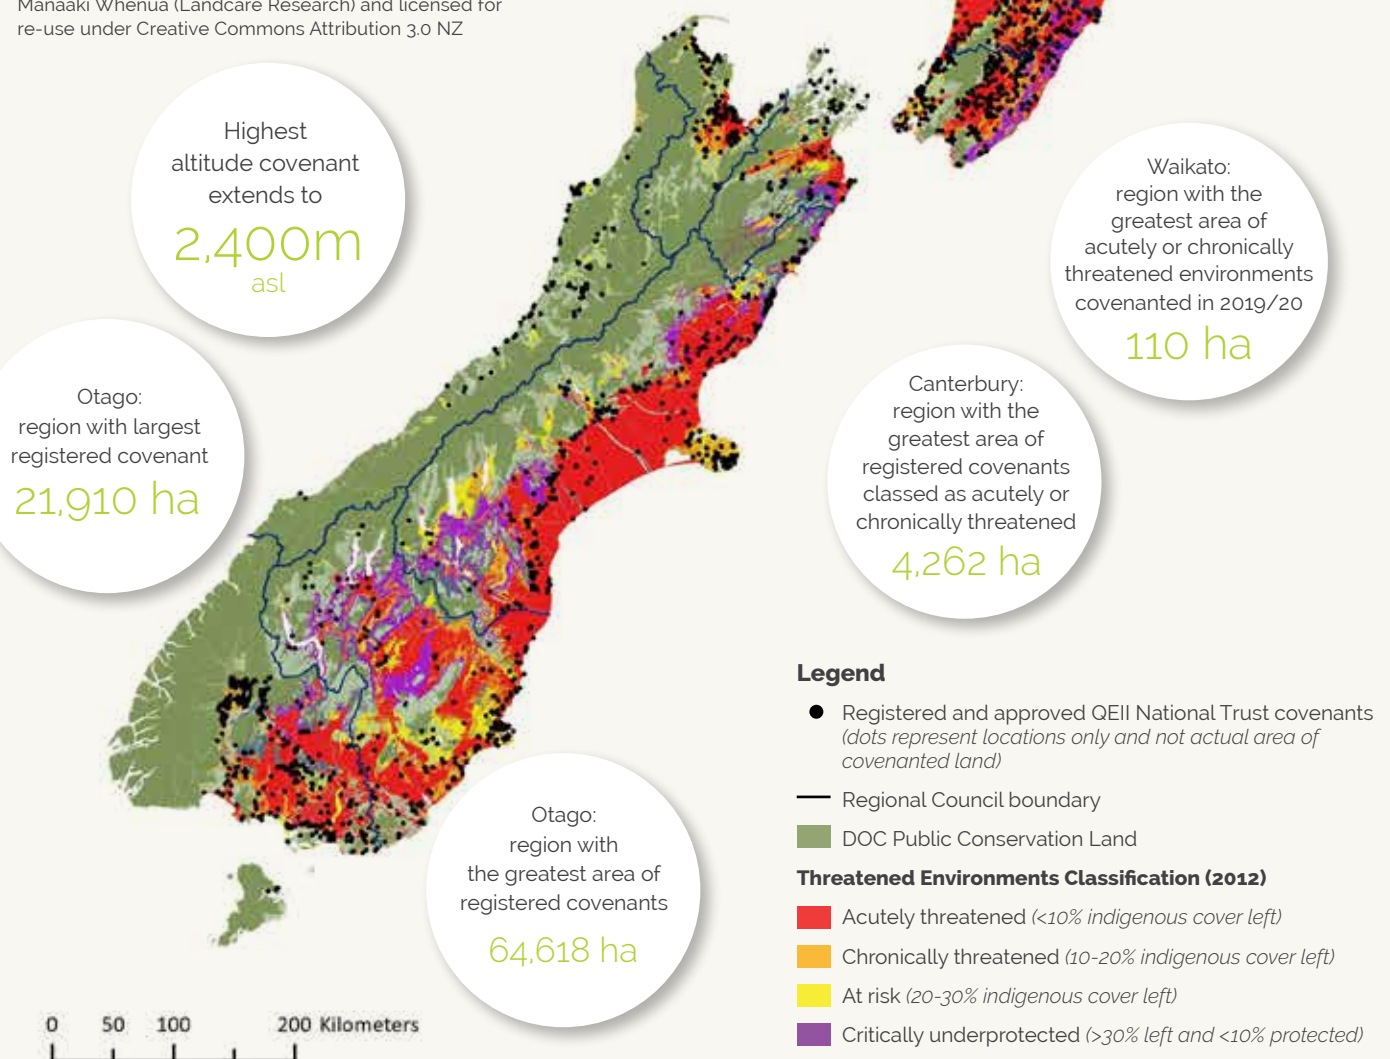 Manaaki Whenua (Landcare Research) and licensed for
re-use under Creative Commons Attribution 3.0 NZ
Highest
altitude covenant
extends to
2,400m
asl
Waikato:
region with the
greatest area of
acutely or chronically
threatened environments
covenanted in 2019/20
110 ha
Otago:
region with largest
registered covenant
21,910 ha
Canterbury:
region with the
greatest area of
registered covenants
classed as acutely or
chronically threatened
4,262 ha
Otago:
region with
the greatest area of
registered covenants
64,618 ha
Legend
Registered and approved QEII National Trust covenants
(dots represent locations only and not actual area of
covenanted land)
Regional Council boundary
DOC Public Conservation Land
Threatened Environments Classification (2012)
Acutely threatened (<10% indigenous cover left)
Chronically threatened (10-20% indigenous cover left)
At risk (20-30% indigenous cover left)
Critically underprotected (>30% left and <10% protected)
0 50 100 200 Kilometers